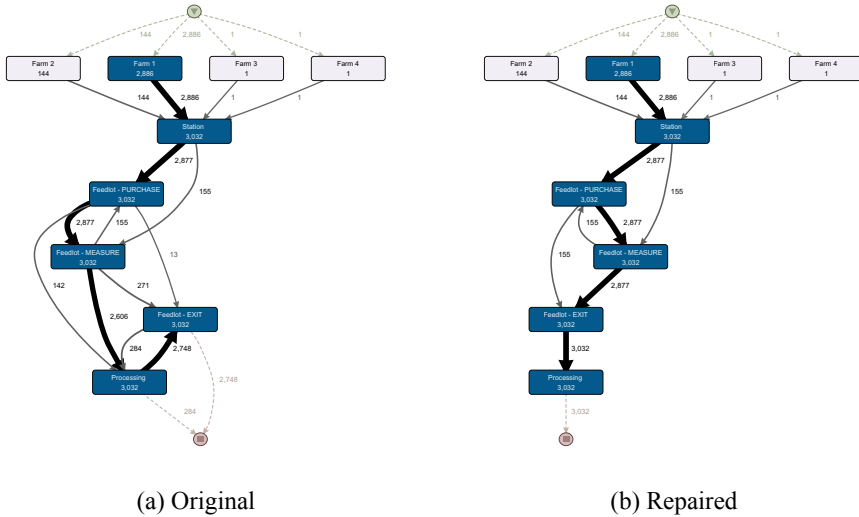 144
2,886
1
1
Farm 2
144
Farm 1
2,886
Farm 3
1
Farm 4
1
144
2,886
1
1
Station
3,032
2,877
155
Feedlot - PURCHASE
3,032
2,877
155
13
Feedlot - MEASURE
3,032
142
271
2,606
Feedlot - EXIT
3,032
284
2,748
Processing
3,032
2,748
284
(a) Original
144
2,886
1
1
Farm 2
144
Farm 1
2,886
Farm 3
1
Farm 4
1
144
2,886
1
1
Station
3,032
2,877
155
Feedlot - PURCHASE
3,032
155
2,877
155
Feedlot - MEASURE
3,032
2,877
Feedlot - EXIT
3,032
3,032
Processing
3,032
3,032
(b) Repaired